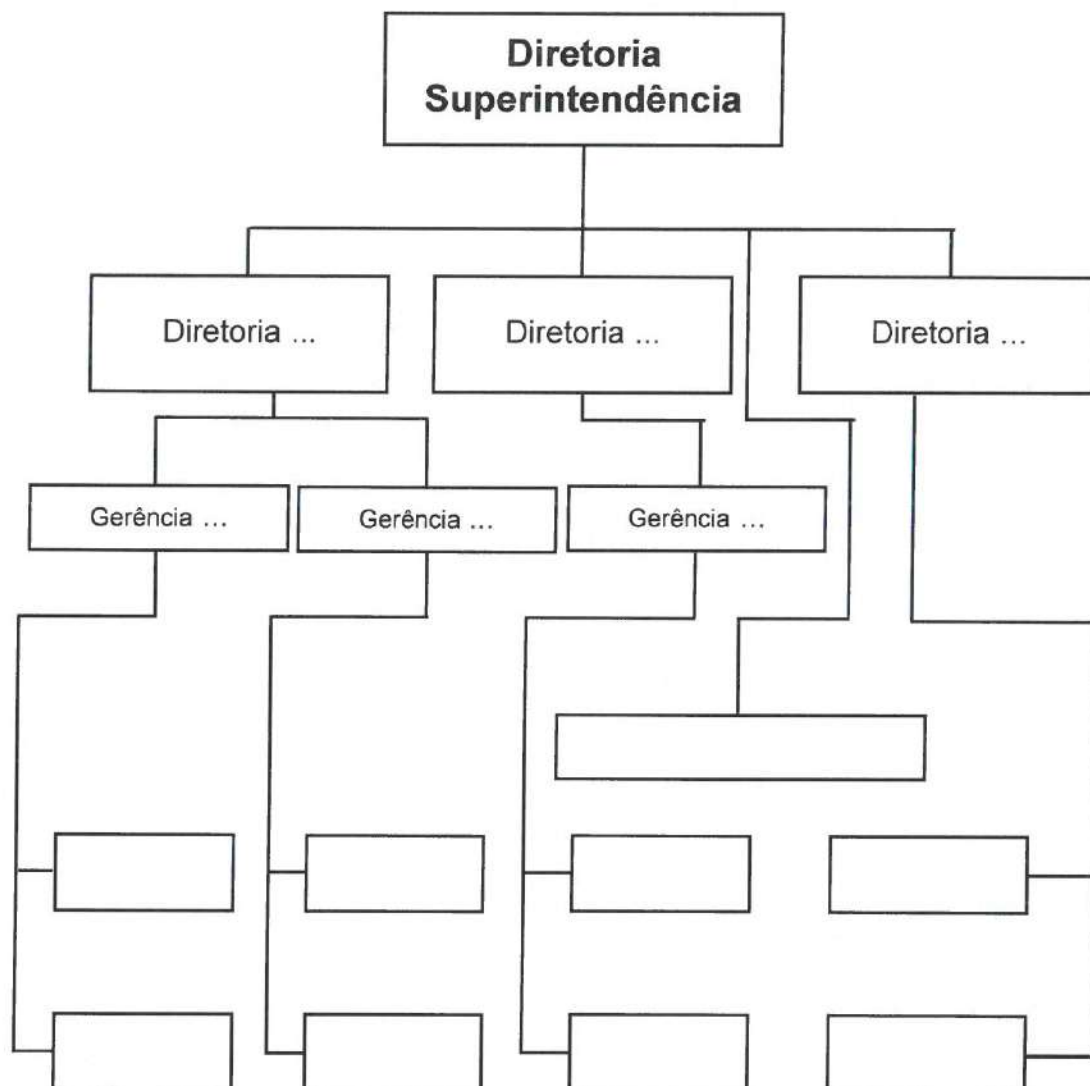 Diretoria
Superintendência
Diretoria ...
Diretoria ...
Diretoria ...
Gerência ...
Gerência ...
Gerência ...